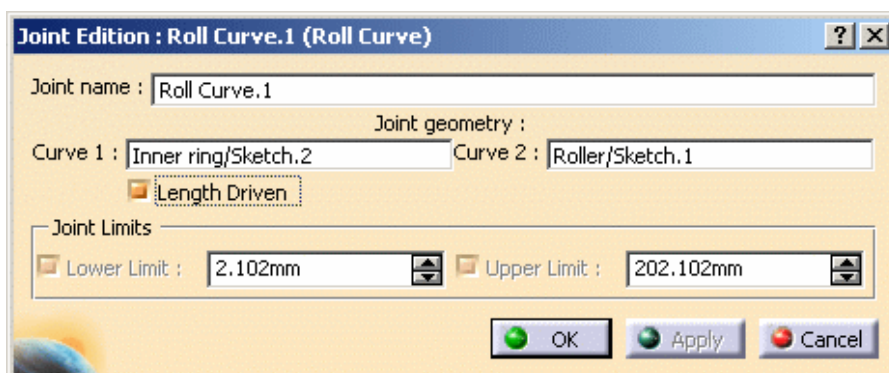 Joint Edition : Roll Curve.1 (Roll Curve)
Joint name : Roll Curve.1
Joint geometry :
Curve 1 : Inner ring/Sketch.2 Curve 2 : Roller/Sketch.1
Length Driven
Joint Limits
Lower Limit : 2.102mm Upper Limit : 202.102mm
OK Apply Cancel